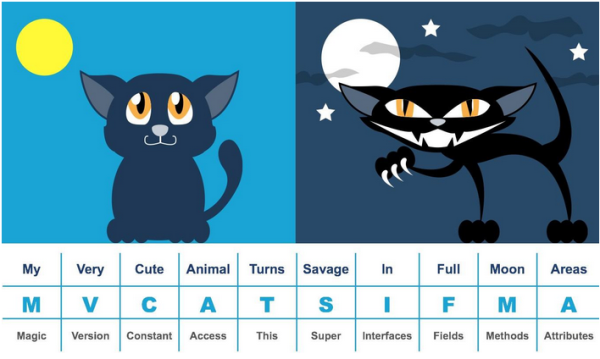 My Very Cute Animal Turns Savage In Full Moon Areas
M V C A T S I F M A
Magic Version Constant Access This Super Interfaces Fields Methods Attributes